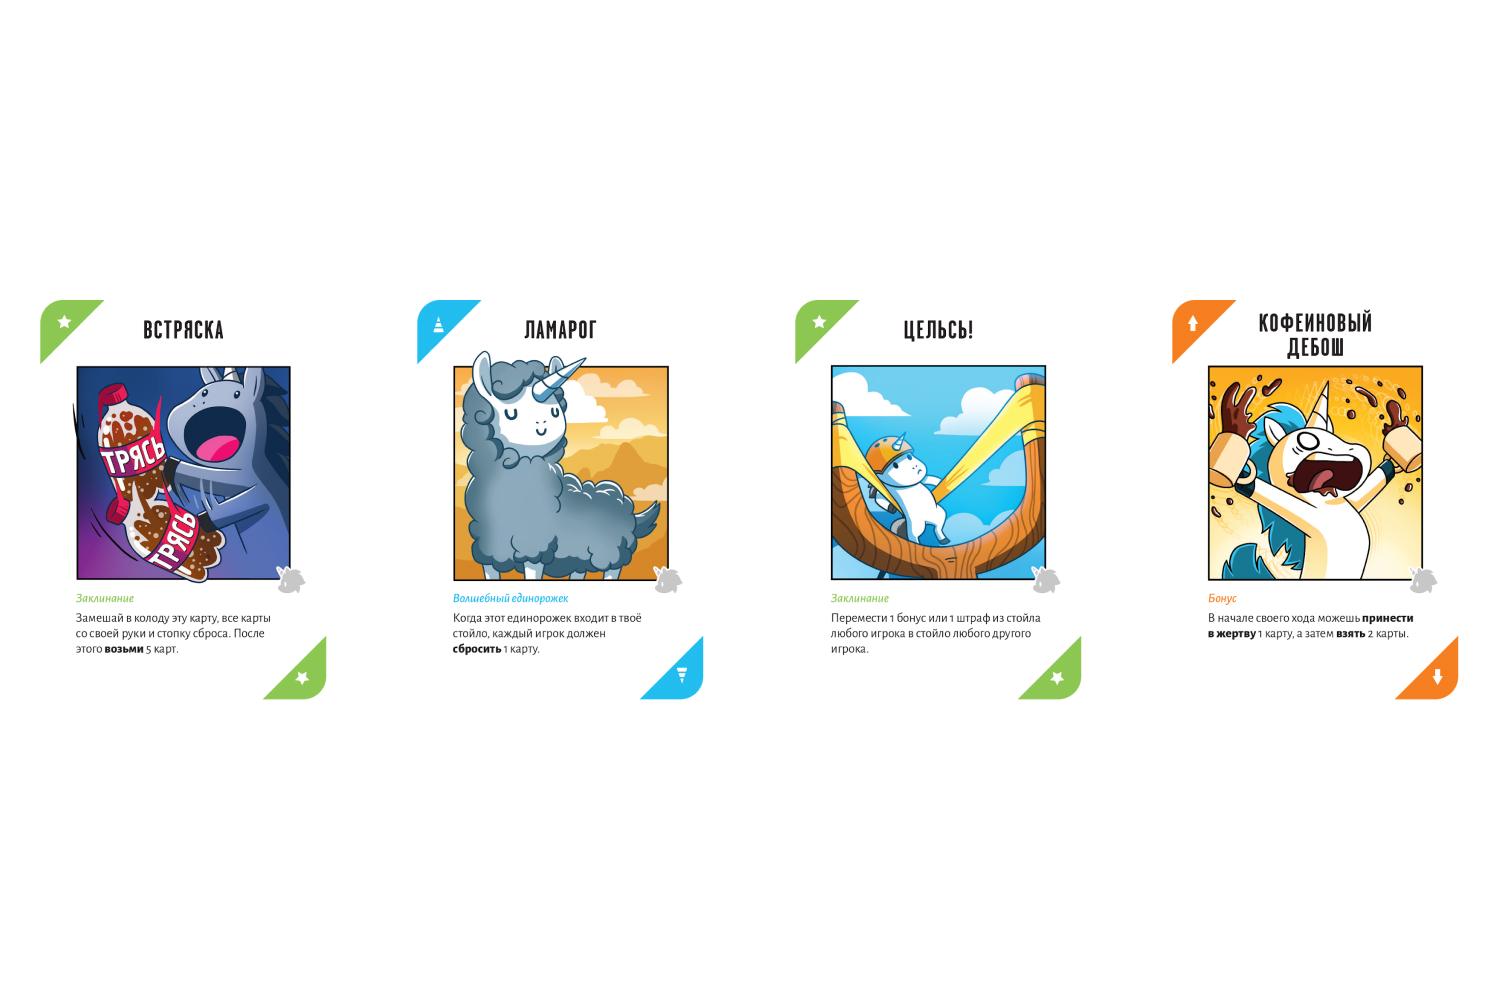 ВСТРЯСКА
ТРЯСЬ
ТРЯСЬ
Заклинание
Замешай в колоду эту карту, все карты
со своей руки и стопку сброса. После
этого возьми 5 карт.
ЛАМАРОГ
Волшебный единорожек
Когда этот единорожек входит в твоё
стойло, каждый игрок должен
сбросить 1 карту.
ЦЕЛЬСЬ!
Заклинание
Перемести 1 бонус или 1 штраф из стойла
любого игрока в стойло любого другого
игрока.
КОФЕИНОВЫЙ
ДЕБОШ
Бонус
В начале своего хода можешь принести
в жертву 1 карту, а затем взять 2 карты.